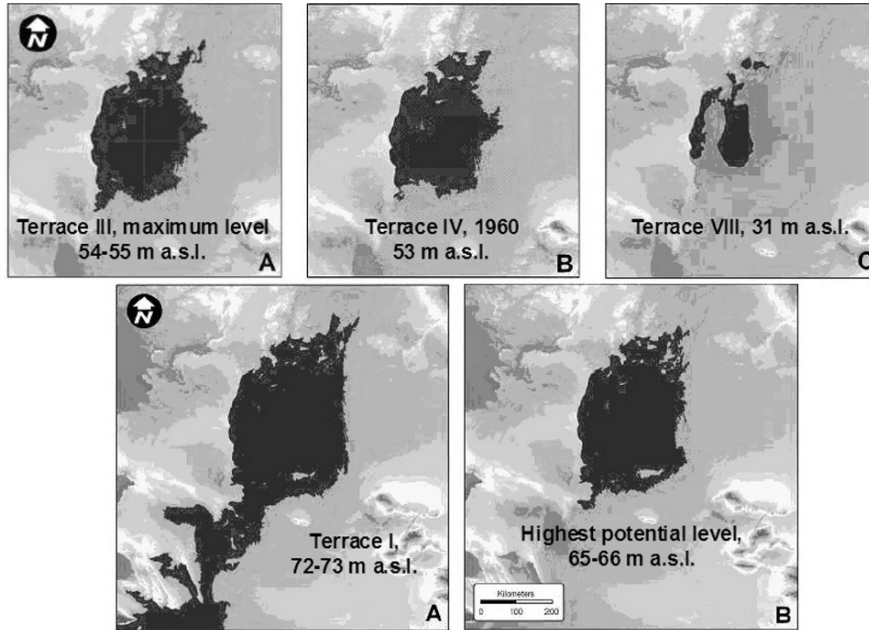 N
Terrace III, maximum level
54-55 m a.s.l.
A
Terrace IV, 1960
53 m a.s.l.
B
Terrace VIII, 31 m a.s.l.
C
N
Terrace I,
72-73 m a.s.l.
A
Highest potential level,
65-66 m a.s.l.
Kilometers
0 100 200
B